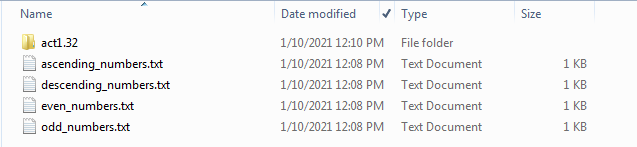 Name Date modified Type Size
act1.32 1/10/2021 12:10 PM File folder
ascending_numbers.txt 1/10/2021 12:08 PM Text Document 1 KB
descending_numbers.txt 1/10/2021 12:08 PM Text Document 1 KB
even_numbers.txt 1/10/2021 12:08 PM Text Document 1 KB
odd_numbers.txt 1/10/2021 12:08 PM Text Document 1 KB